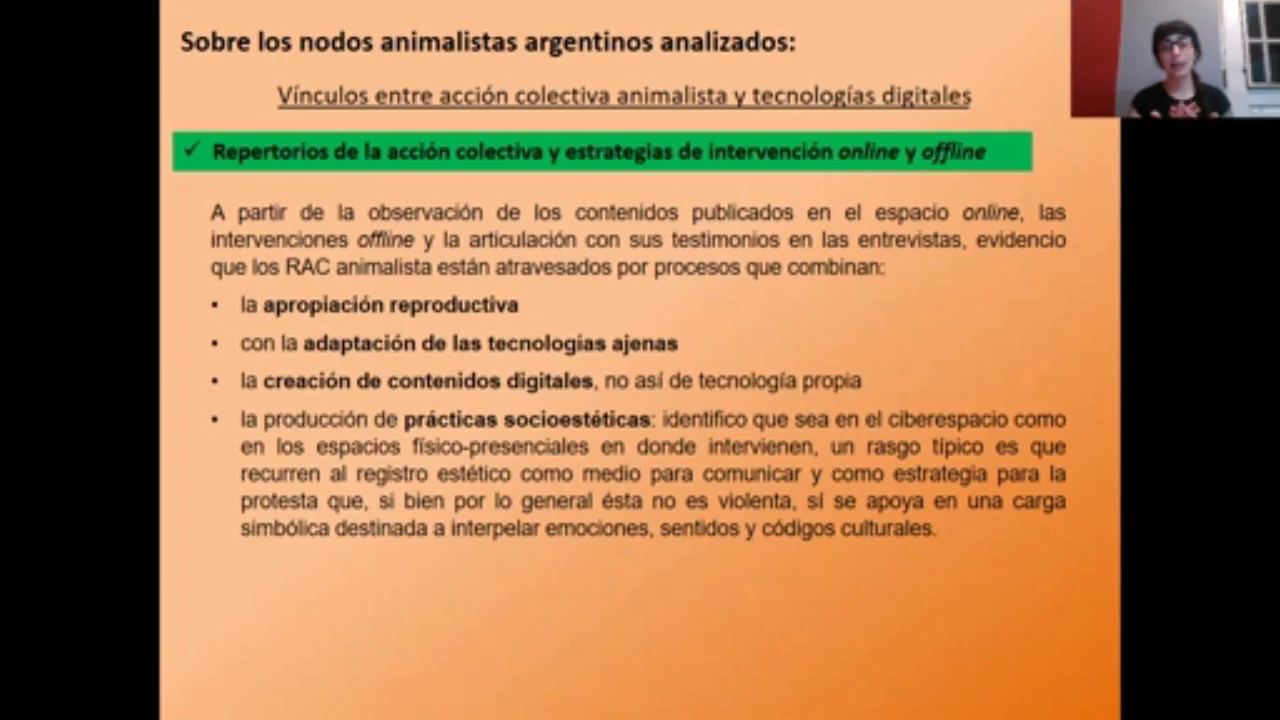 Sobre los nodos animalistas argentinos analizados:
Vínculos entre acción colectiva animalista y tecnologías digitales
✓ Repertorios de la acción colectiva y estrategias de intervención online y offline
A partir de la observación de los contenidos publicados en el espacio online, las
intervenciones offline y la articulación con sus testimonios en las entrevistas, evidencio
que los RAC animalista están atravesados por procesos que combinan:
• la apropiación reproductiva
• con la adaptación de las tecnologías ajenas
• la creación de contenidos digitales, no así de tecnología propia
• la producción de prácticas socioestéticas: identifico que sea en el ciberespacio como
en los espacios físico-presenciales en donde intervienen, un rasgo típico es que
recurren al registro estético como medio para comunicar y como estrategia para la
protesta que, si bien por lo general ésta no es violenta, sí se apoya en una carga
simbólica destinada a interpelar emociones, sentidos y códigos culturales.